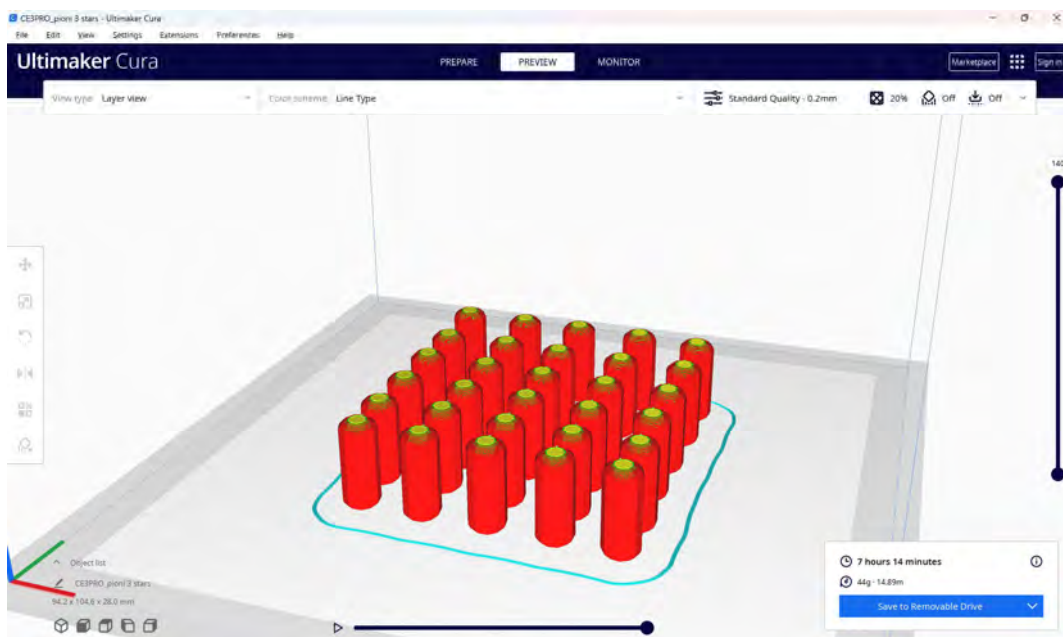 CE3PRO_pioni 3 stars - Ultimaker Cura
File Edit View Settings Extensions Preferences Help
Ultimaker Cura PREPARE PREVIEW MONITOR Marketplace Sign in
View type Layer view Color scheme Line Type Standard Quality - 0.2mm 20% Off Off
140
Object list
CE3PRO_pioni 3 stars
94.2 x 104.8 x 28.0 mm
7 hours 14 minutes
44g · 14.89m
Save to Removable Drive